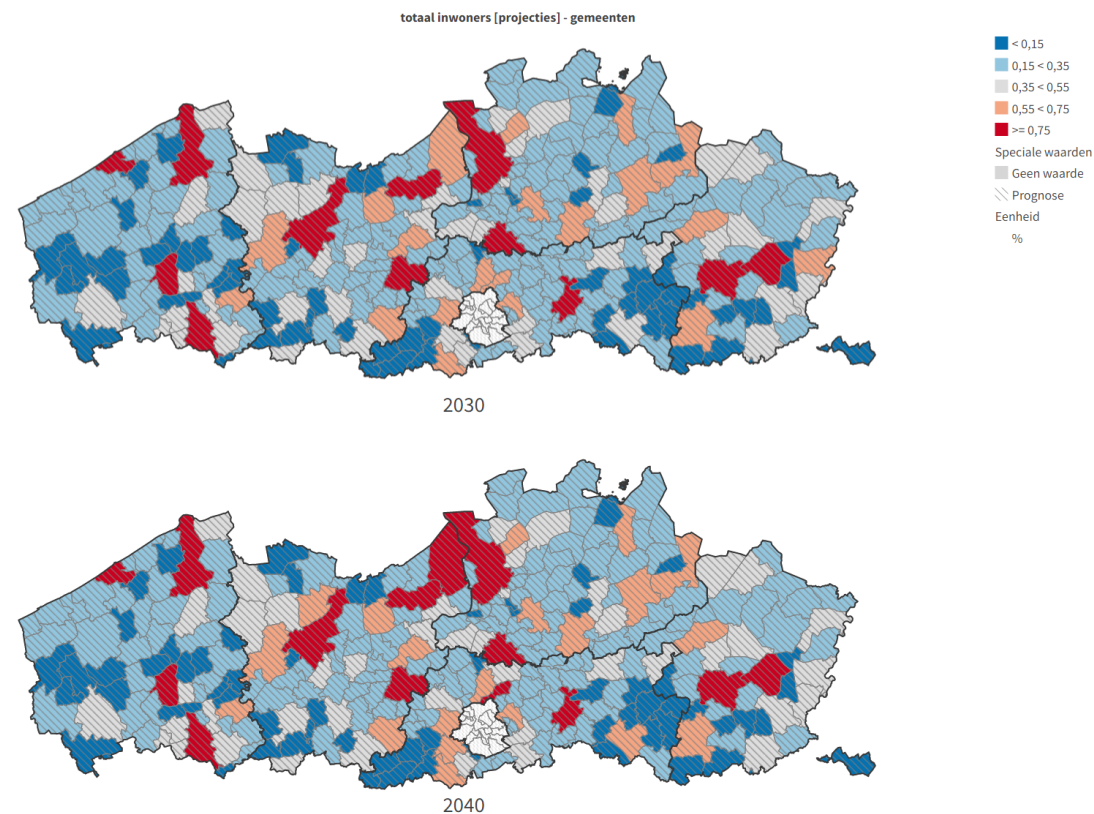 totaal inwoners [projecties] - gemeenten
< 0,15
0,15 < 0,35
0,35 < 0,55
0,55 < 0,75
>= 0,75
Speciale waarden
Geen waarde
Prognose
Eenheid
%
2030
2040